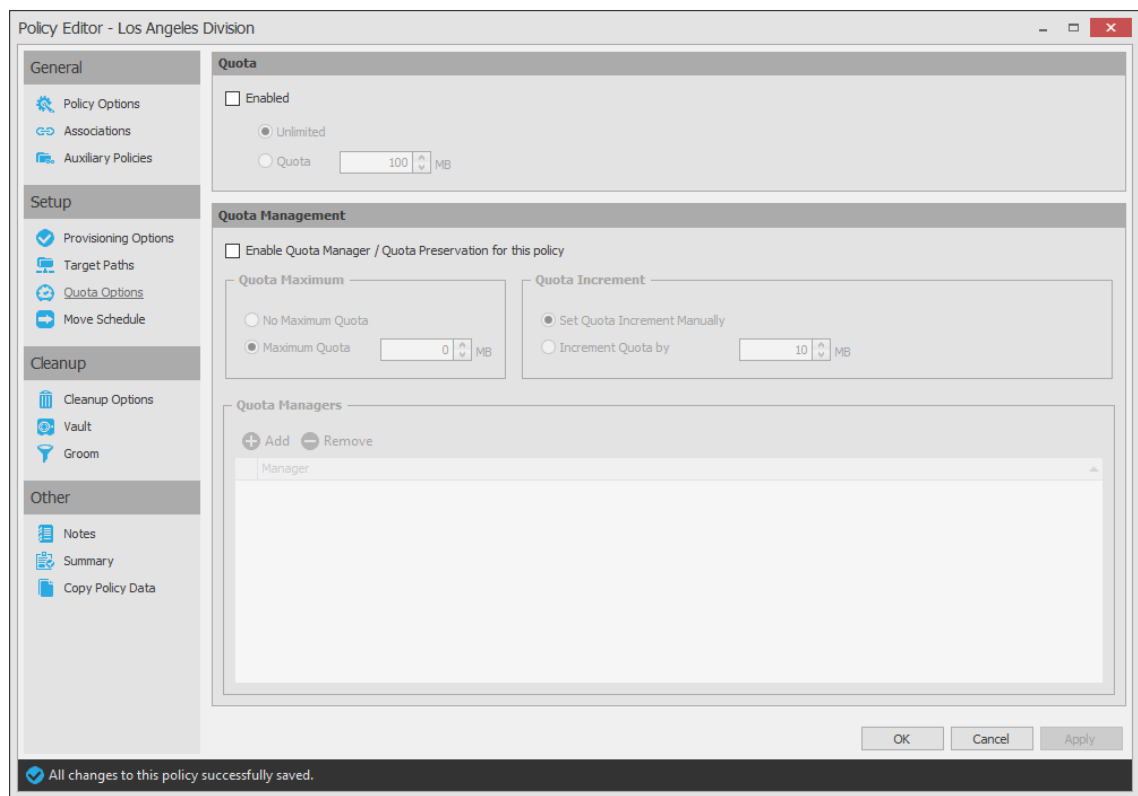 Policy Editor - Los Angeles Division
General
Policy Options
Associations
Auxiliary Policies
Setup
Provisioning Options
Target Paths
Quota Options
Move Schedule
Cleanup
Cleanup Options
Vault
Groom
Other
Notes
Summary
Copy Policy Data
Quota
Enabled
Unlimited
Quota 100 MB
Quota Management
Enable Quota Manager / Quota Preservation for this policy
Quota Maximum
No Maximum Quota
Maximum Quota 0 MB
Quota Increment
Set Quota Increment Manually
Increment Quota by 10 MB
Quota Managers
Add Remove
Manager
OK Cancel Apply
All changes to this policy successfully saved.